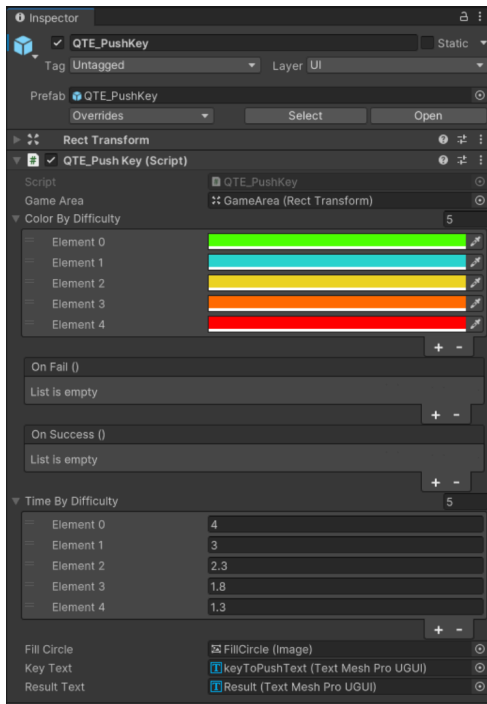 Inspector
QTE_PushKey Static
Tag Untagged Layer UI
Prefab QTE_PushKey
Overrides Select Open
Rect Transform
# QTE_Push Key (Script)
Script QTE_PushKey
Game Area GameArea (Rect Transform)
Color By Difficulty 5
Element 0
Element 1
Element 2
Element 3
Element 4
+ -
On Fail ()
List is empty
+ -
On Success ()
List is empty
+ -
Time By Difficulty 5
Element 0 4
Element 1 3
Element 2 2.3
Element 3 1.8
Element 4 1.3
+ -
Fill Circle FillCircle (Image)
Key Text keyToPushText (Text Mesh Pro UGUI)
Result Text Result (Text Mesh Pro UGUI)